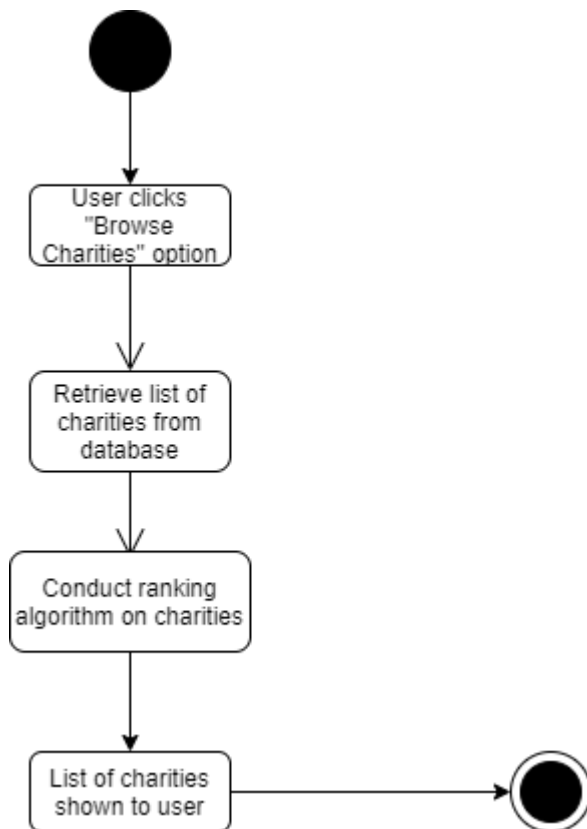 User clicks
"Browse
Charities" option
Retrieve list of
charities from
database
Conduct ranking
algorithm on charities
List of charities
shown to user